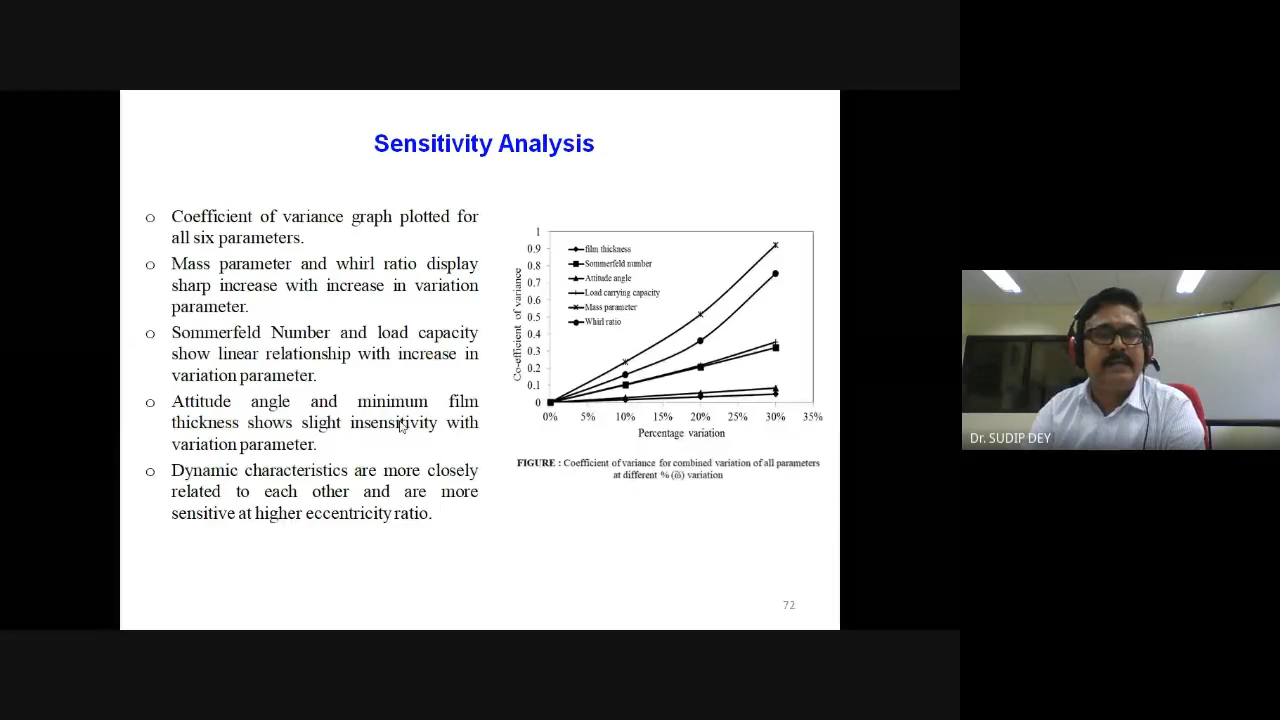 Sensitivity Analysis
o Coefficient of variance graph plotted for
all six parameters.
o Mass parameter and whirl ratio display
sharp increase with increase in variation
parameter.
o Sommerfeld Number and load capacity
show linear relationship with increase in
variation parameter.
o Attitude angle and minimum film
thickness shows slight insensitivity with
variation parameter.
o Dynamic characteristics are more closely
related to each other and are more
sensitive at higher eccentricity ratio.
Co-efficient of variance
1
0.9
0.8
0.7
0.6
0.5
0.4
0.3
0.2
0.1
0
film thickness
Sommerfeld number
Attitude angle
Load carrying capacity
Mass parameter
Whirl ratio
0% 5% 10% 15% 20% 25% 30% 35%
Percentage variation
FIGURE : Coefficient of variance for combined variation of all parameters
at different % (ω̄) variation
72
Dr. SUDIP DEY